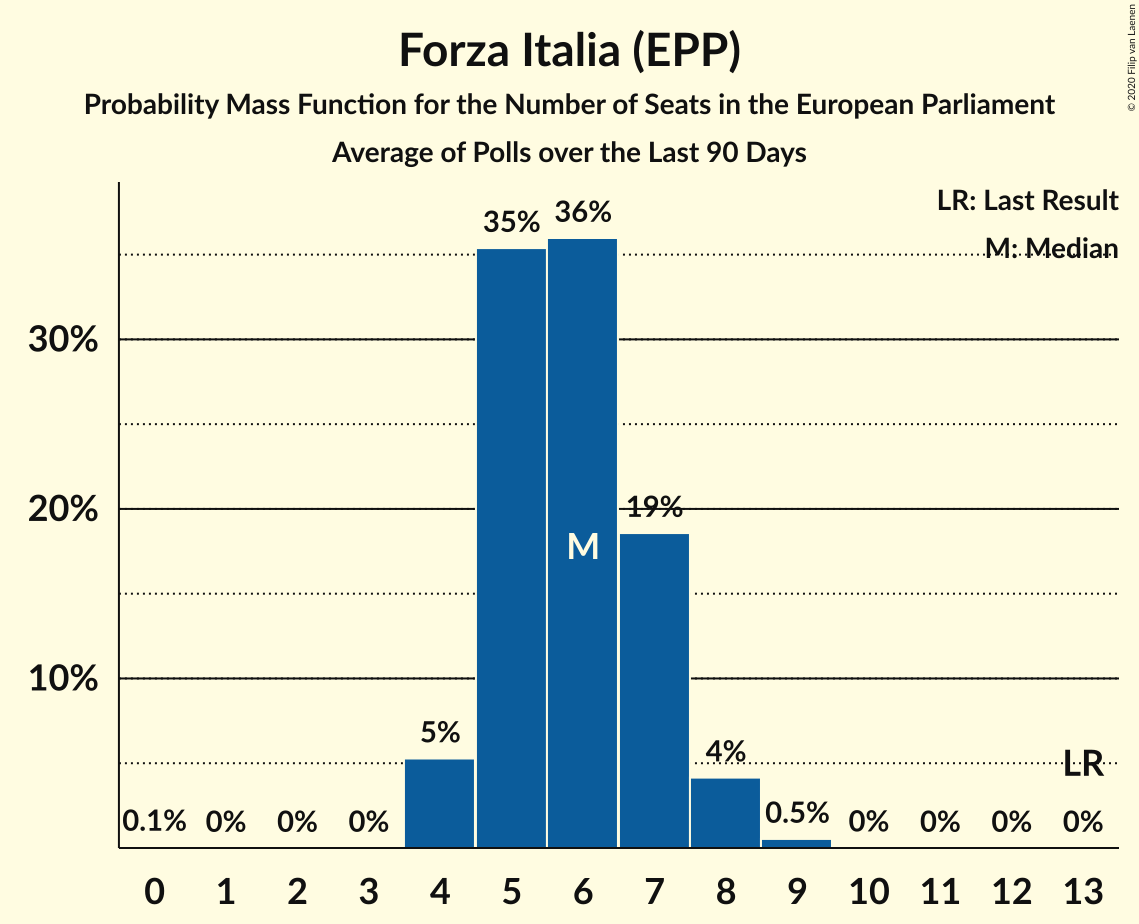 Forza Italia (EPP)
Probability Mass Function for the Number of Seats in the European Parliament
Average of Polls over the Last 90 Days
© 2020 Filip van Laenen
LR: Last Result
M: Median
35% 36%
30%
20%
19%
M
10%
5%
4%
LR
0.1% 0% 0% 0% 0.5% 0% 0% 0% 0%
0 1 2 3 4 5 6 7 8 9 10 11 12 13